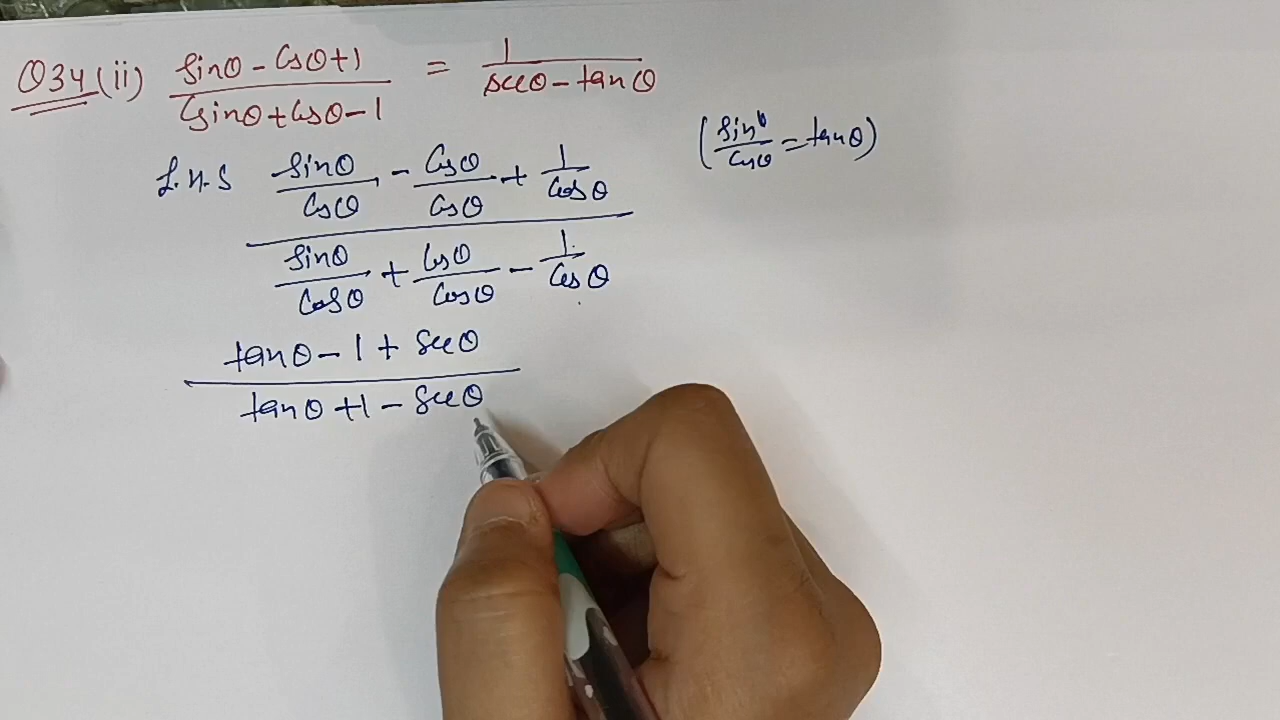 Q34(ii) (sinθ - Cosθ+1)/(Sinθ+Cosθ-1) = 1/(secθ - tanθ)
(sinθ/Cosθ = tanθ)
L.H.S (sinθ/Cosθ - Cosθ/Cosθ + 1/Cosθ)/(sinθ/Cosθ + Cosθ/Cosθ - 1/Cosθ)
(tanθ - 1 + secθ)/(tanθ + 1 - secθ)